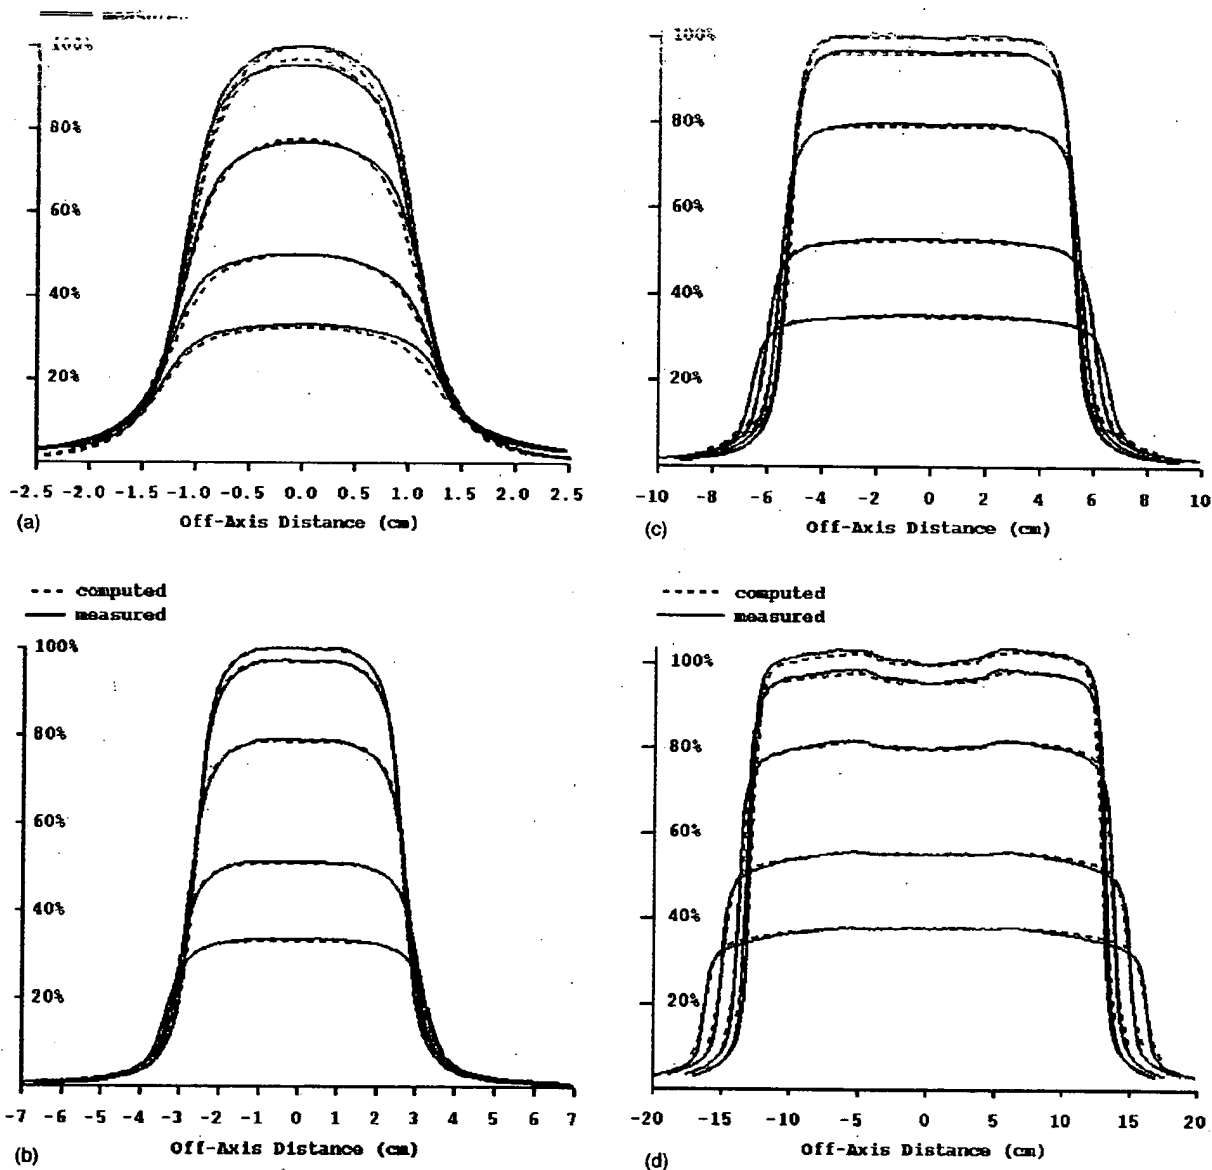 100%
80%
60%
40%
20%
-2.5 -2.0 -1.5 -1.0 -0.5 0.0 0.5 1.0 1.5 2.0 2.5
(a)
Off-Axis Distance (cm)
100%
80%
60%
40%
20%
-10 -8 -6 -4 -2 0 2 4 6 8 10
(c)
Off-Axis Distance (cm)
computed
measured
100%
80%
60%
40%
20%
-7 -6 -5 -4 -3 -2 -1 0 1 2 3 4 5 6 7
(b)
Off-Axis Distance (cm)
computed
measured
100%
80%
60%
40%
20%
-20 -15 -10 -5 0 5 10 15 20
(d)
Off-Axis Distance (cm)